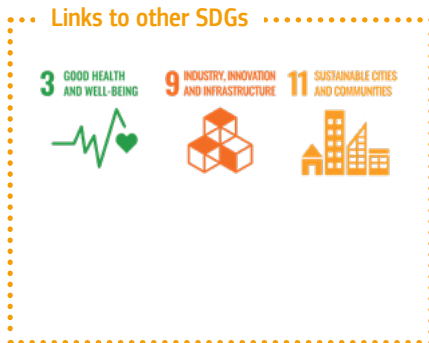 Links to other SDGs
3 GOOD HEALTH
AND WELL-BEING
9 INDUSTRY, INNOVATION
AND INFRASTRUCTURE
11 SUSTAINABLE CITIES
AND COMMUNITIES